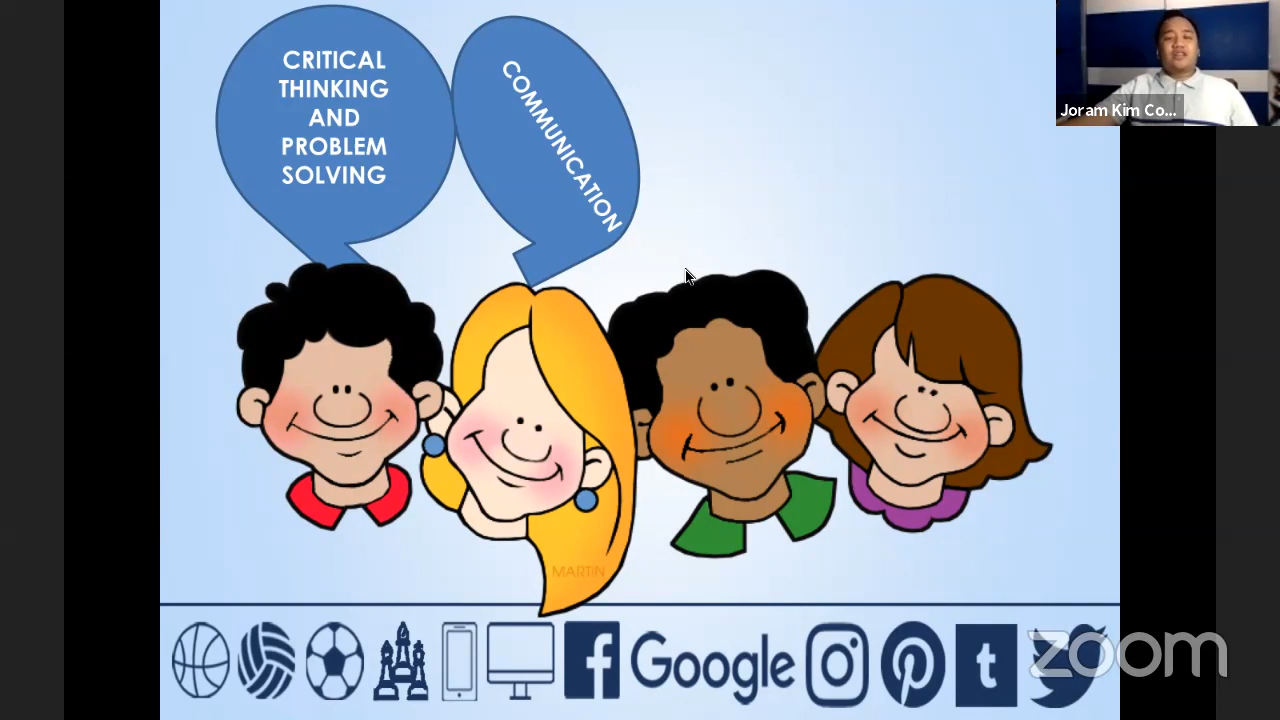 CRITICAL
THINKING
AND
PROBLEM
SOLVING
COMMUNICATION
Joram Kim Co...
MARTIN
f
Google
t
zoom